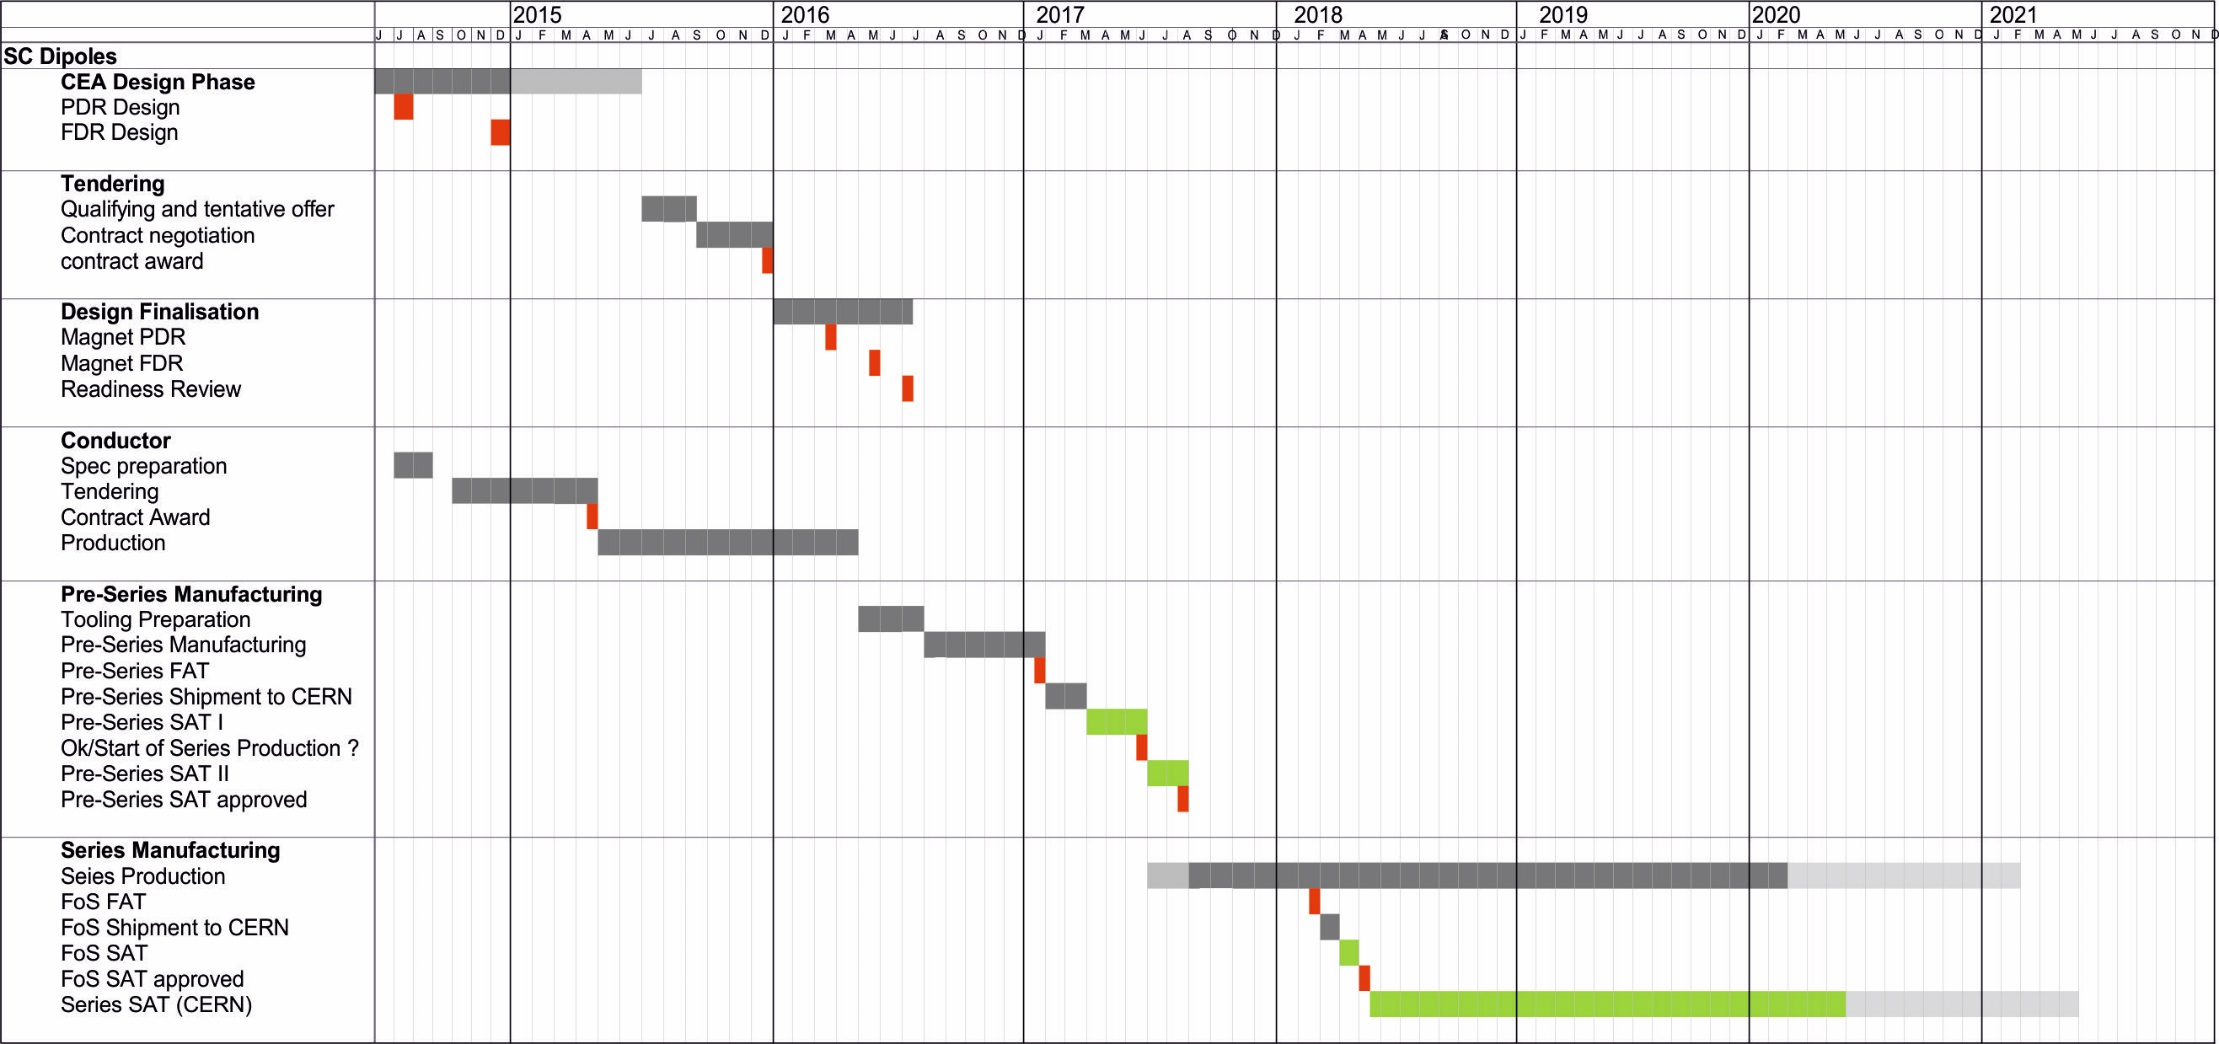 2015 2016 2017 2018 2019 2020 2021
J J A S O N D J F M A M J J A S O N D J F M A M J J A S O N D J F M A M J J A S O N D J F M A M J J A S O N D J F M A M J J A S O N D J F M A M J J A S O N D J F M A M J J A S O N D
SC Dipoles
CEA Design Phase
PDR Design
FDR Design
Tendering
Qualifying and tentative offer
Contract negotiation
contract award
Design Finalisation
Magnet PDR
Magnet FDR
Readiness Review
Conductor
Spec preparation
Tendering
Contract Award
Production
Pre-Series Manufacturing
Tooling Preparation
Pre-Series Manufacturing
Pre-Series FAT
Pre-Series Shipment to CERN
Pre-Series SAT I
Ok/Start of Series Production ?
Pre-Series SAT II
Pre-Series SAT approved
Series Manufacturing
Seies Production
FoS FAT
FoS Shipment to CERN
FoS SAT
FoS SAT approved
Series SAT (CERN)